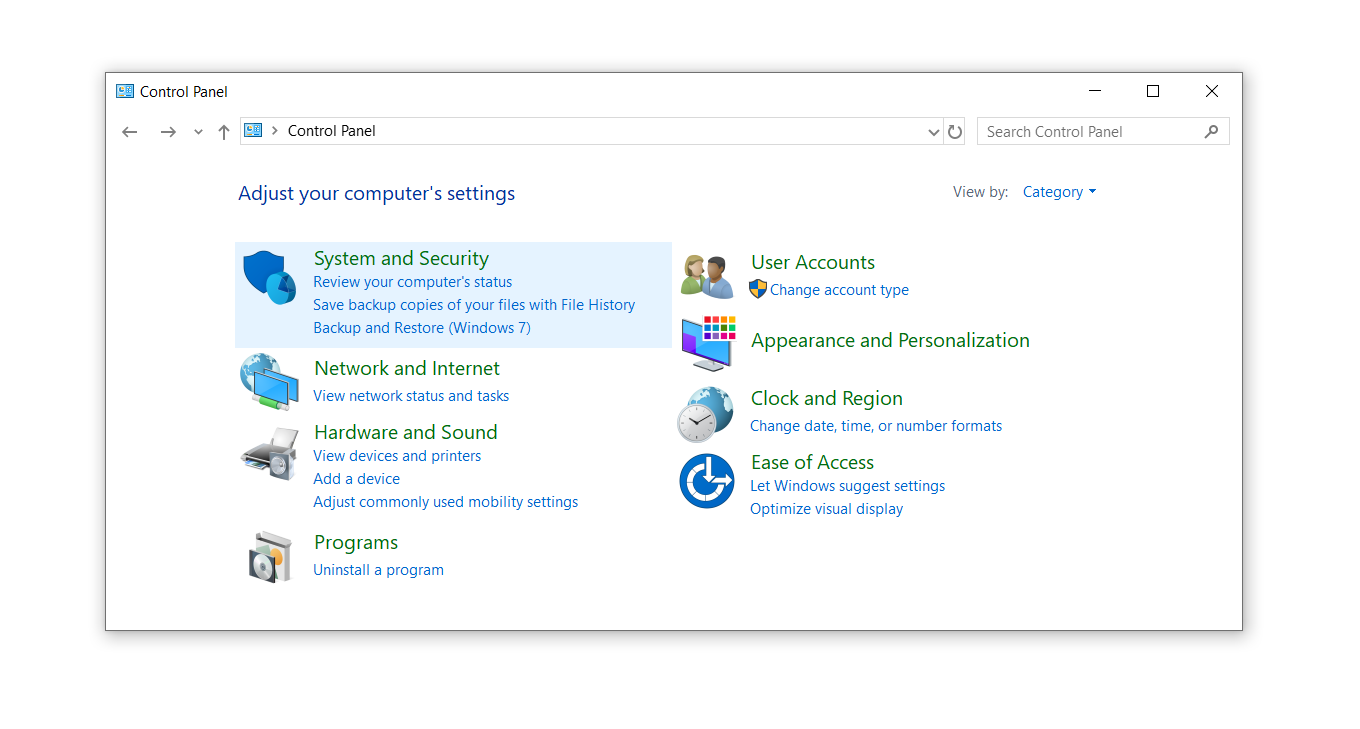 Control Panel
Control Panel
Search Control Panel
Adjust your computer's settings
View by: Category
System and Security
Review your computer's status
Save backup copies of your files with File History
Backup and Restore (Windows 7)
Network and Internet
View network status and tasks
Hardware and Sound
View devices and printers
Add a device
Adjust commonly used mobility settings
Programs
Uninstall a program
User Accounts
Change account type
Appearance and Personalization
Clock and Region
Change date, time, or number formats
Ease of Access
Let Windows suggest settings
Optimize visual display